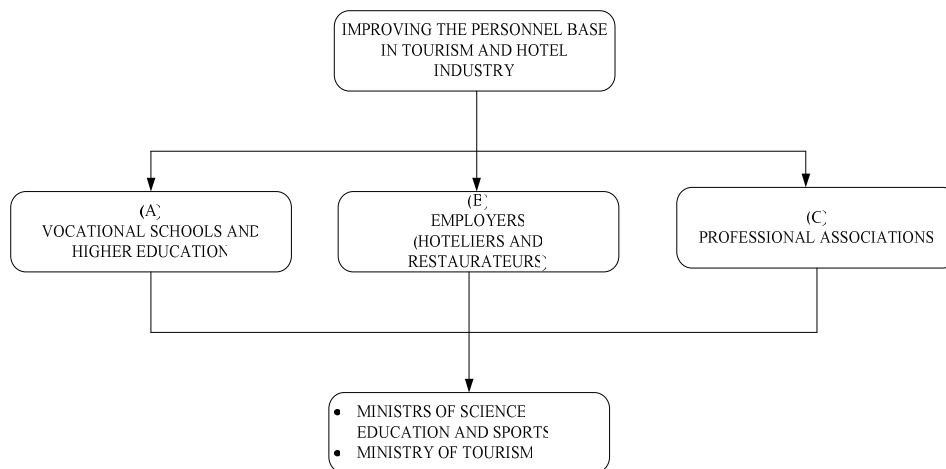 IMPROVING THE PERSONNEL BASE
IN TOURISM AND HOTEL
INDUSTRY
(A)
VOCATIONAL SCHOOLS AND
HIGHER EDUCATION
(B)
EMPLOYERS
(HOTELIERS AND
RESTAURATEURS)
(C)
PROFESSIONAL ASSOCIATIONS
• MINISTRS OF SCIENCE
EDUCATION AND SPORTS
• MINISTRY OF TOURISM